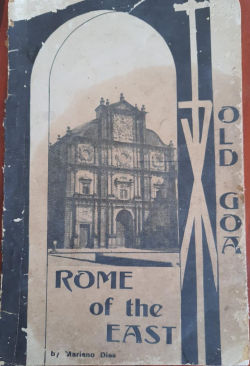 OLD GOA
ROME
of the
EAST
by Mariano Dias